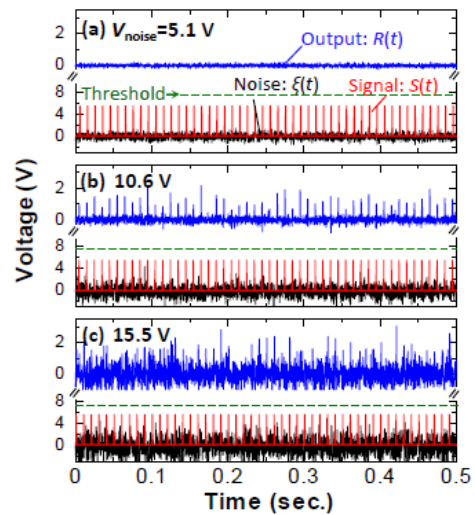 (a) Vnoise=5.1 V
Output: R(t)
2
0
Threshold
Noise: ξ(t)
Signal: S(t)
8
4
0
(b) 10.6 V
2
0
8
4
0
(c) 15.5 V
2
0
8
4
0
Voltage (V)
0 0.1 0.2 0.3 0.4 0.5
Time (sec.)